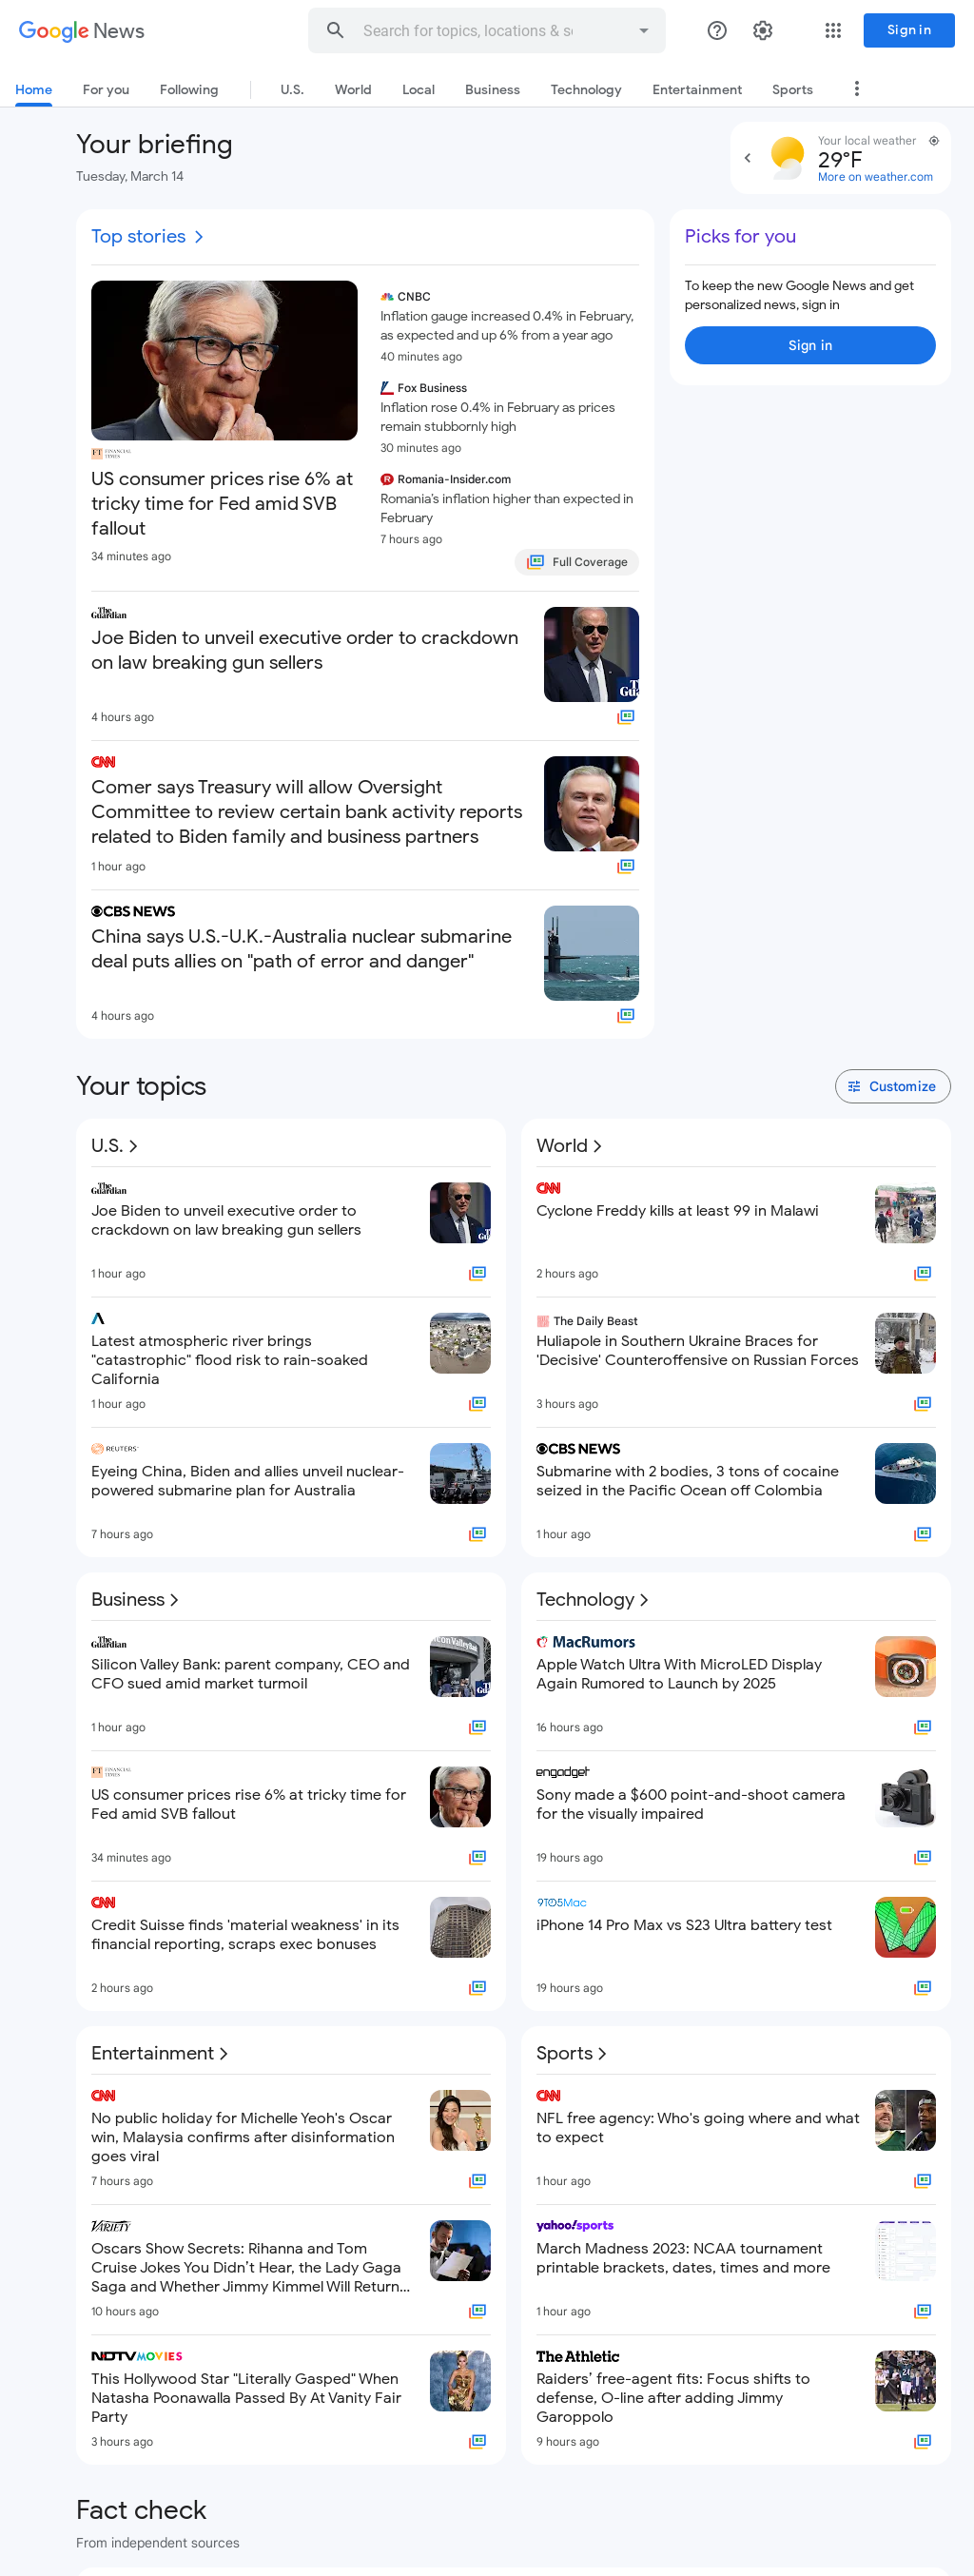 Google News
Search for topics, locations & s
Sign in
Home
For you
Following
U.S.
World
Local
Business
Technology
Entertainment
Sports
Your briefing
Tuesday, March 14
Your local weather
29°F
More on weather.com
Top stories
FT FINANCIAL TIMES
US consumer prices rise 6% at
tricky time for Fed amid SVB
fallout
34 minutes ago
CNBC
Inflation gauge increased 0.4% in February,
as expected and up 6% from a year ago
40 minutes ago
Fox Business
Inflation rose 0.4% in February as prices
remain stubbornly high
30 minutes ago
Romania-Insider.com
Romania's inflation higher than expected in
February
7 hours ago
Full Coverage
Picks for you
To keep the new Google News and get
personalized news, sign in
Sign in
The Guardian
Joe Biden to unveil executive order to crackdown
on law breaking gun sellers
4 hours ago
CNN
Comer says Treasury will allow Oversight
Committee to review certain bank activity reports
related to Biden family and business partners
1 hour ago
CBS NEWS
China says U.S.-U.K.-Australia nuclear submarine
deal puts allies on "path of error and danger"
4 hours ago
Your topics
Customize
U.S.
The Guardian
Joe Biden to unveil executive order to
crackdown on law breaking gun sellers
1 hour ago
Latest atmospheric river brings
"catastrophic" flood risk to rain-soaked
California
1 hour ago
REUTERS
Eyeing China, Biden and allies unveil nuclear-
powered submarine plan for Australia
7 hours ago
World
CNN
Cyclone Freddy kills at least 99 in Malawi
2 hours ago
The Daily Beast
Huliapole in Southern Ukraine Braces for
'Decisive' Counteroffensive on Russian Forces
3 hours ago
CBS NEWS
Submarine with 2 bodies, 3 tons of cocaine
seized in the Pacific Ocean off Colombia
1 hour ago
Business
The Guardian
Silicon Valley Bank: parent company, CEO and
CFO sued amid market turmoil
1 hour ago
FT FINANCIAL TIMES
US consumer prices rise 6% at tricky time for
Fed amid SVB fallout
34 minutes ago
CNN
Credit Suisse finds 'material weakness' in its
financial reporting, scraps exec bonuses
2 hours ago
Technology
MacRumors
Apple Watch Ultra With MicroLED Display
Again Rumored to Launch by 2025
16 hours ago
engadget
Sony made a $600 point-and-shoot camera
for the visually impaired
19 hours ago
9TO5Mac
iPhone 14 Pro Max vs S23 Ultra battery test
19 hours ago
Entertainment
CNN
No public holiday for Michelle Yeoh's Oscar
win, Malaysia confirms after disinformation
goes viral
7 hours ago
VARIETY
Oscars Show Secrets: Rihanna and Tom
Cruise Jokes You Didn't Hear, the Lady Gaga
Saga and Whether Jimmy Kimmel Will Return...
10 hours ago
NDTV MOVIES
This Hollywood Star "Literally Gasped" When
Natasha Poonawalla Passed By At Vanity Fair
Party
3 hours ago
Sports
CNN
NFL free agency: Who's going where and what
to expect
1 hour ago
yahoo!sports
March Madness 2023: NCAA tournament
printable brackets, dates, times and more
1 hour ago
The Athletic
Raiders' free-agent fits: Focus shifts to
defense, O-line after adding Jimmy
Garoppolo
9 hours ago
Fact check
From independent sources